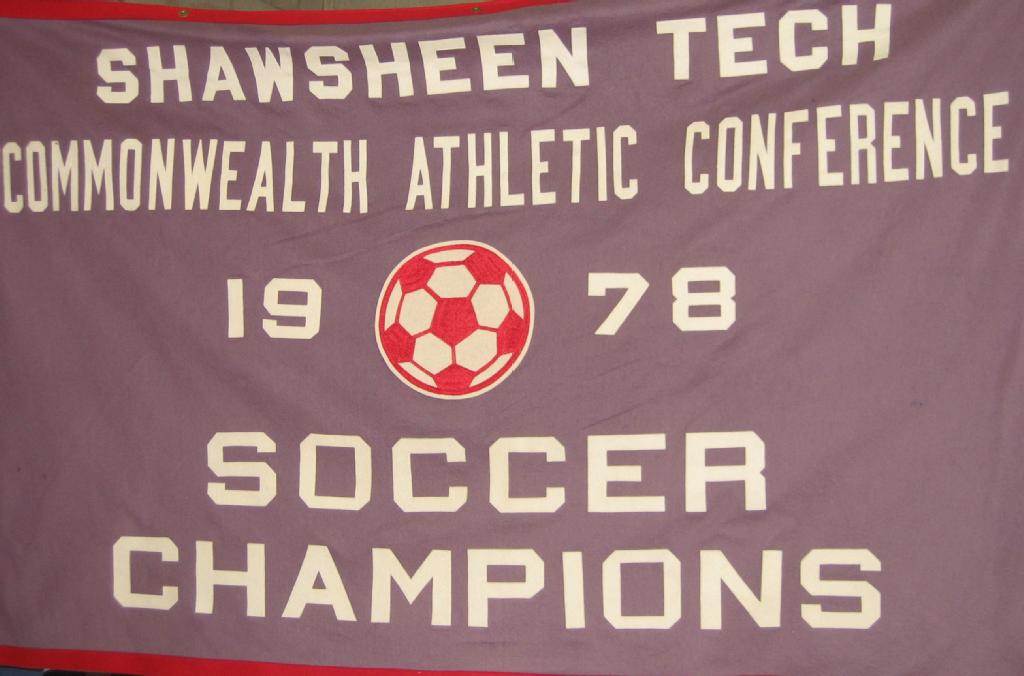 SHAWSHEEN TECH
COMMONWEALTH ATHLETIC CONFERENCE
19 78
SOCCER
CHAMPIONS